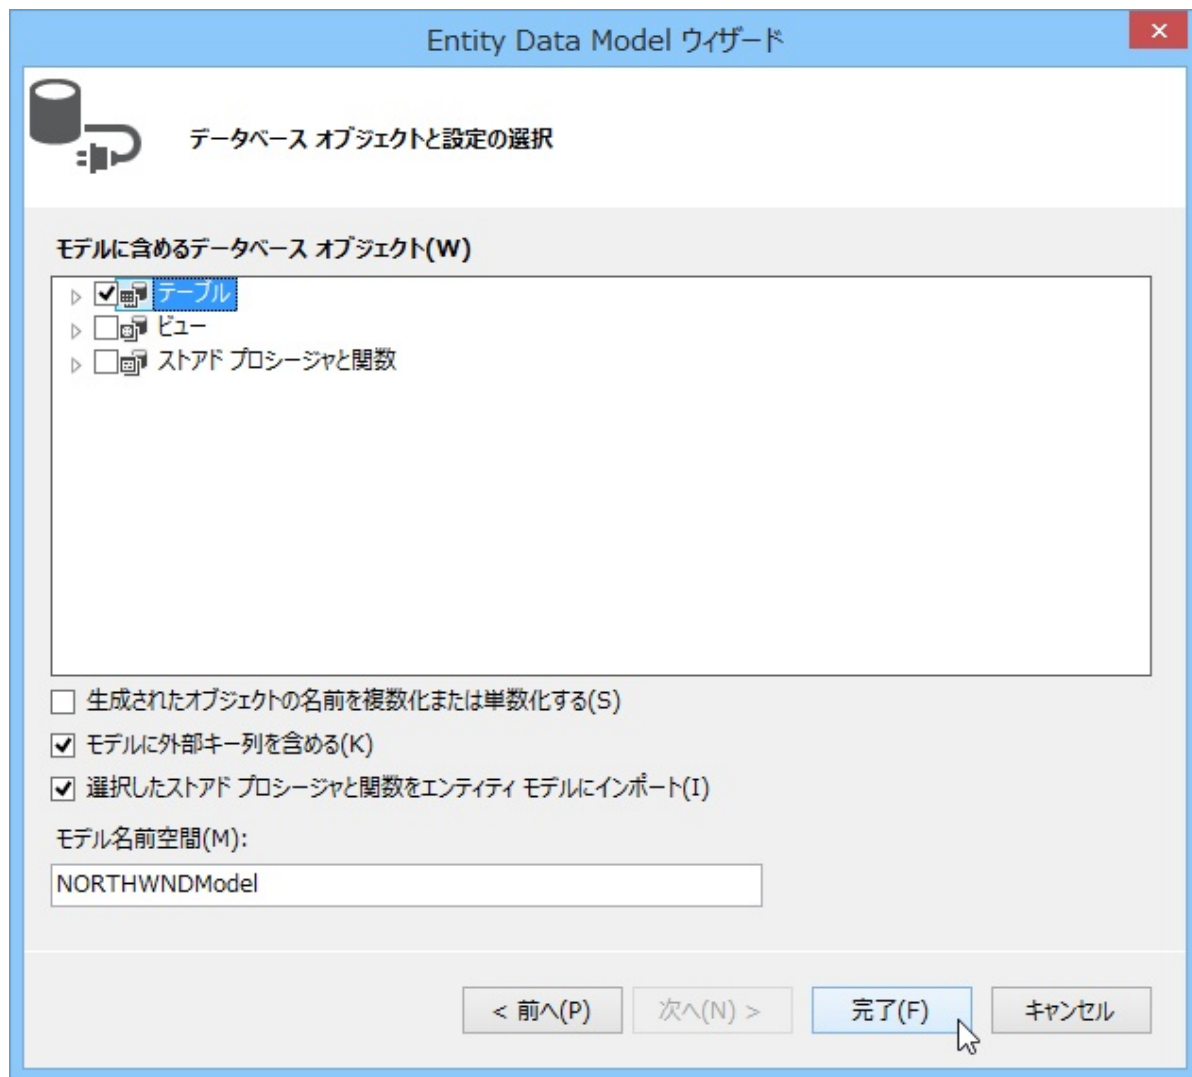 Entity Data Model ウィザード
データベース オブジェクトと設定の選択
モデルに含めるデータベース オブジェクト(W)
テーブル
ビュー
ストアド プロシージャと関数
生成されたオブジェクトの名前を複数化または単数化する(S)
モデルに外部キー列を含める(K)
選択したストアド プロシージャと関数をエンティティ モデルにインポート(I)
モデル名前空間(M):
NORTHWNDModel
< 前へ(P) 次へ(N) > 完了(F) キャンセル